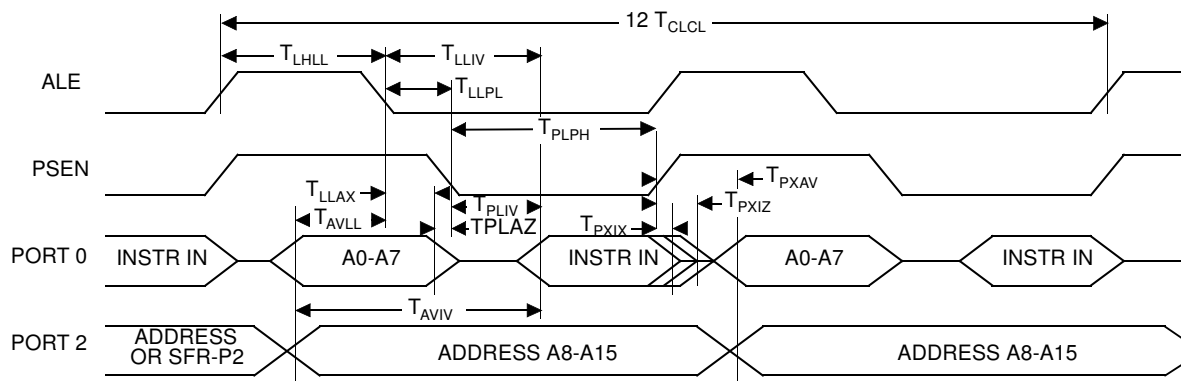 12 TCLCL
TLHLL
TLLIV
ALE
TLLPL
TPLPH
PSEN
TLLAX
TPXAV
TPLIV
TPXIZ
TAVLL
TPLAZ
TPXIX
PORT 0
INSTR IN
A0-A7
INSTR IN
A0-A7
INSTR IN
TAVIV
PORT 2
ADDRESS
OR SFR-P2
ADDRESS A8-A15
ADDRESS A8-A15